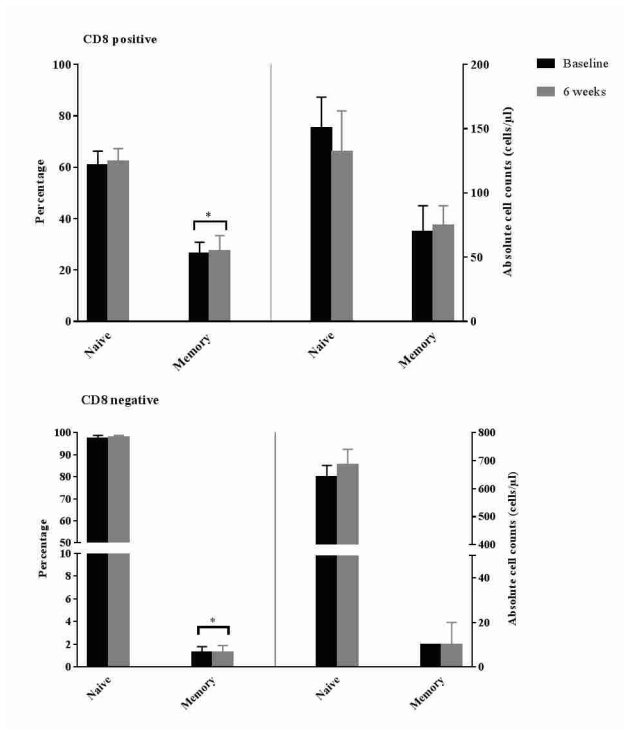 CD8 positive
Baseline
6 weeks
Percentage
100
80
60
40
20
0
*
Naive
Memory
Naive
Memory
200
150
100
50
0
Absolute cell counts (cells/µl)
CD8 negative
Percentage
100
90
80
70
60
50
10
8
6
4
2
0
*
Naive
Memory
Naive
Memory
800
700
600
500
400
40
20
0
Absolute cell counts (cells/µl)